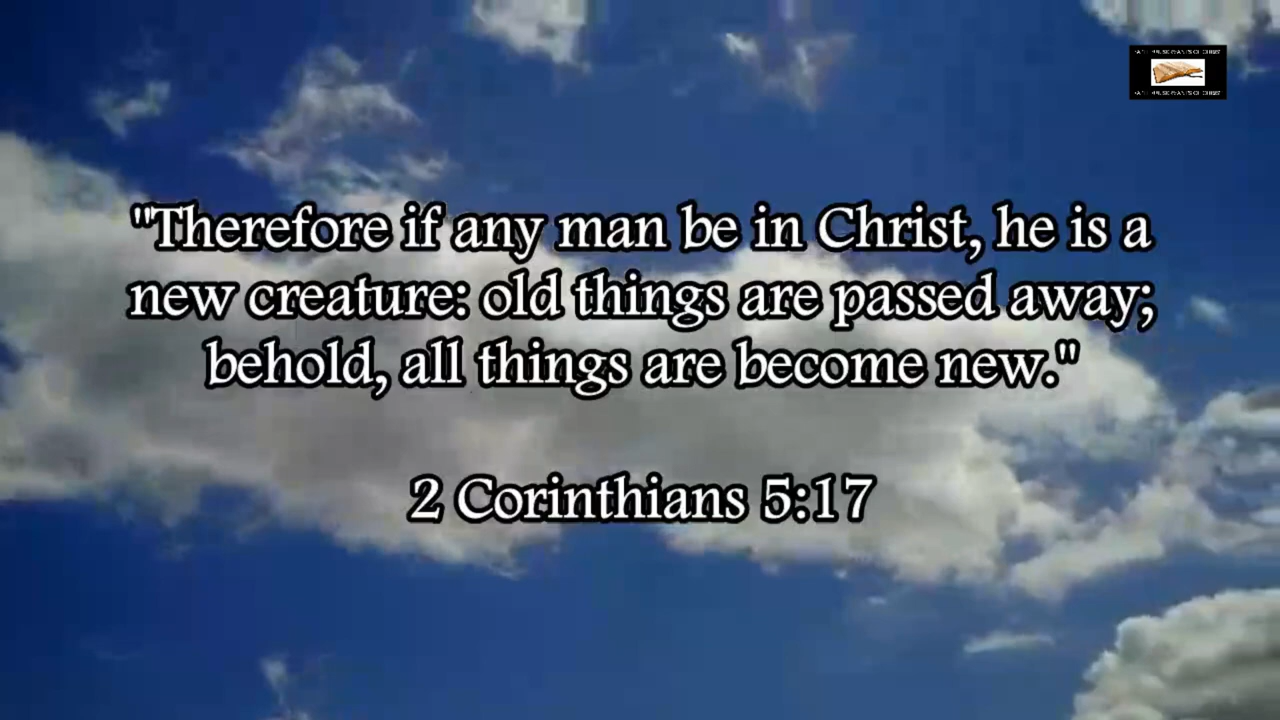 "Therefore if any man be in Christ, he is a
new creature: old things are passed away;
behold, all things are become new."
2 Corinthians 5:17